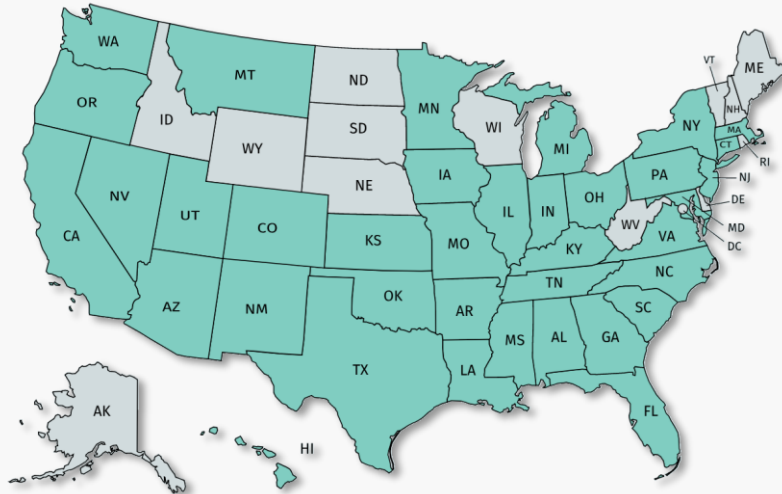 WA
MT
ND
VT
ME
OR
MN
NH
ID
SD
WI
NY
MA
WY
MI
CT
RI
IA
NE
PA
NJ
NV
OH
DE
UT
IL
IN
CO
WV
MD
CA
KS
MO
VA
DC
KY
NC
TN
OK
AZ
NM
AR
SC
MS
AL
GA
TX
LA
AK
FL
HI